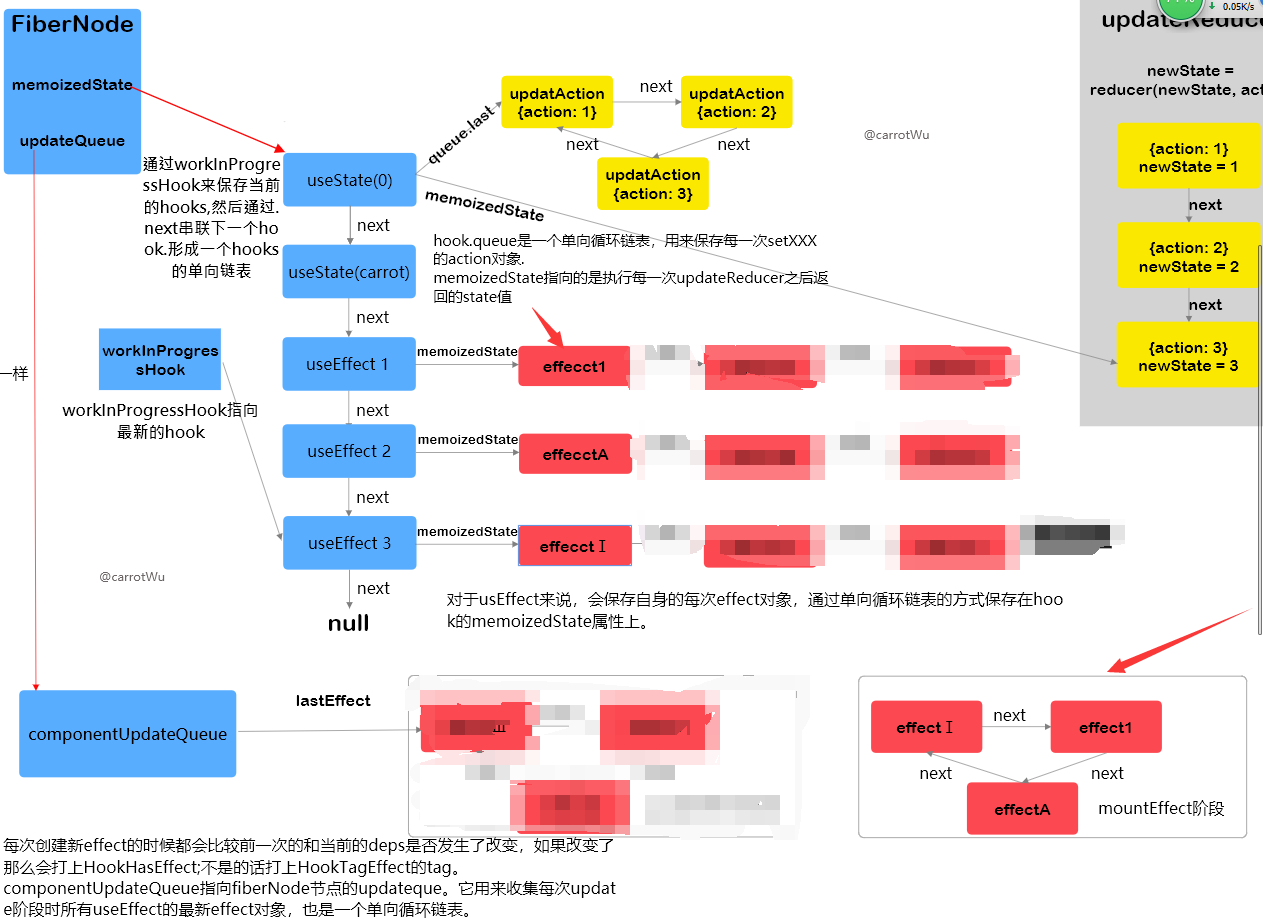 FiberNode
memoizedState
updateQueue
通过workInProgre
ssHook来保存当前
的hooks,然后通过.
next串联下一个ho
ok.形成一个hooks
的单向链表
useState(0)
next
useState(carrot)
next
useEffect 1
next
useEffect 2
next
useEffect 3
next
null
queue.last
updatAction
{action: 1}
next
updatAction
{action: 2}
next
next
updatAction
{action: 3}
memoizedState
@carrotWu
hook.queue是一个单向循环链表，用来保存每一次setXXX
的action对象.
memoizedState指向的是执行每一次updateReducer之后返
回的state值
0.05K/s
newState =
reducer(newState, act
{action: 1}
newState = 1
next
{action: 2}
newState = 2
next
{action: 3}
newState = 3
workInProgres
sHook
workInProgressHook指向
最新的hook
一样
memoizedState
effecct1
memoizedState
effecctA
memoizedState
effecct I
@carrotWu
对于usEffect来说，会保存自身的每次effect对象，通过单向循环链表的方式保存在hoo
k的memoizedState属性上。
componentUpdateQueue
lastEffect
effect I
next
effect1
next
next
effectA
mountEffect阶段
每次创建新effect的时候都会比较前一次的和当前的deps是否发生了改变，如果改变了
那么会打上HookHasEffect;不是的话打上HookTagEffect的tag。
componentUpdateQueue指向fiberNode节点的updateque。它用来收集每次updat
e阶段时所有useEffect的最新effect对象，也是一个单向循环链表。